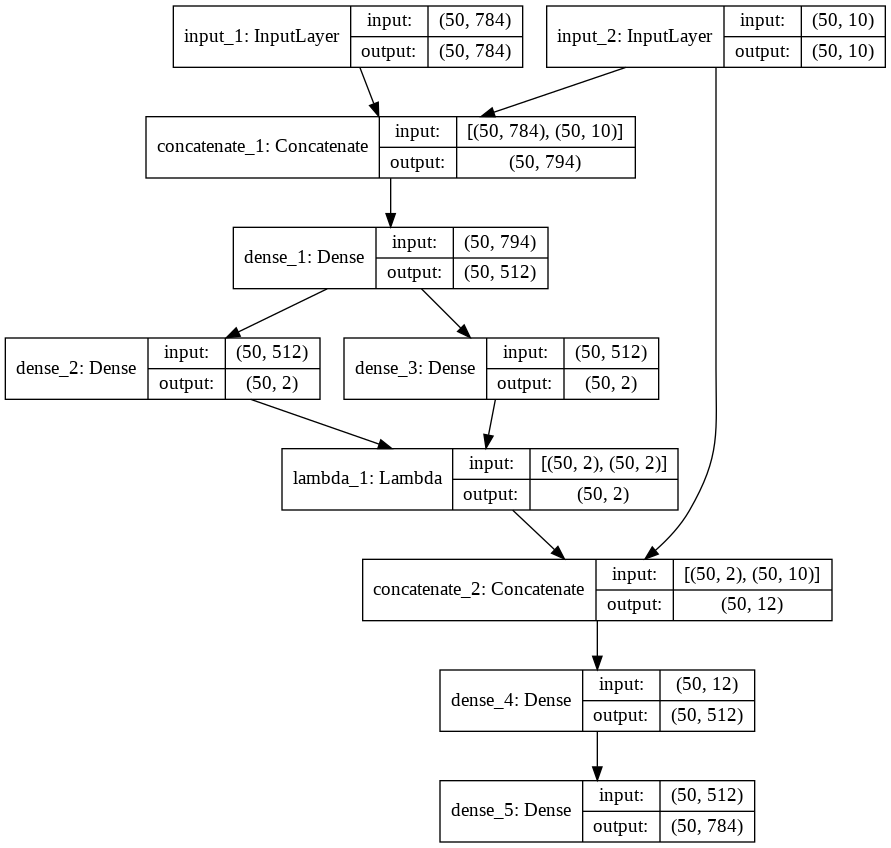 input_1: InputLayer
input: (50, 784)
output: (50, 784)
input_2: InputLayer
input: (50, 10)
output: (50, 10)
concatenate_1: Concatenate
input: [(50, 784), (50, 10)]
output: (50, 794)
dense_1: Dense
input: (50, 794)
output: (50, 512)
dense_2: Dense
input: (50, 512)
output: (50, 2)
dense_3: Dense
input: (50, 512)
output: (50, 2)
lambda_1: Lambda
input: [(50, 2), (50, 2)]
output: (50, 2)
concatenate_2: Concatenate
input: [(50, 2), (50, 10)]
output: (50, 12)
dense_4: Dense
input: (50, 12)
output: (50, 512)
dense_5: Dense
input: (50, 512)
output: (50, 784)